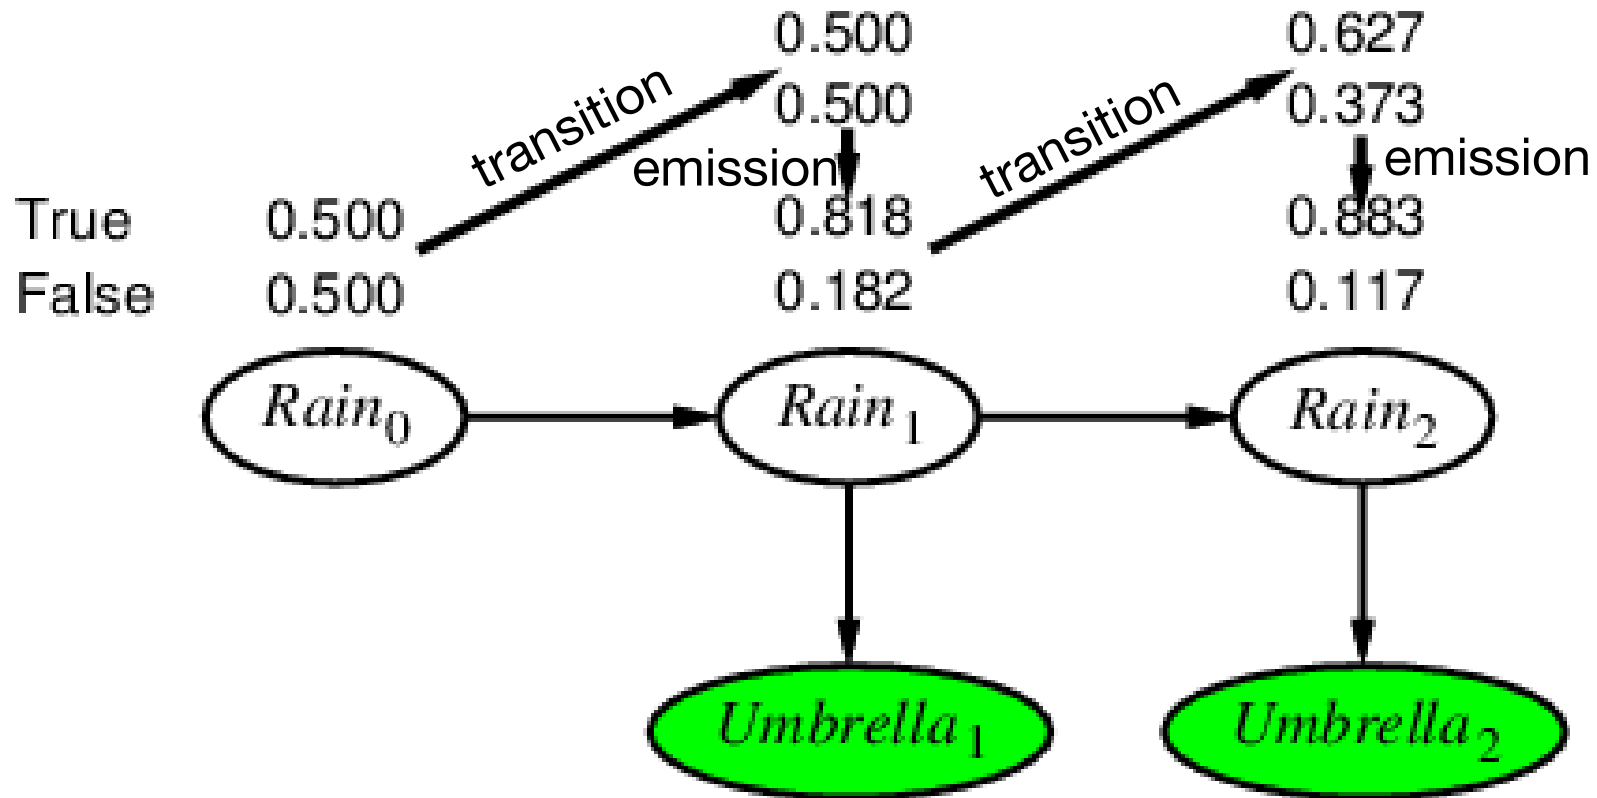 0.500 0.627
0.500 0.373
transition transition
emission emission
True 0.500 0.818 0.883
False 0.500 0.182 0.117
Rain0 Rain1 Rain2
Umbrella1 Umbrella2